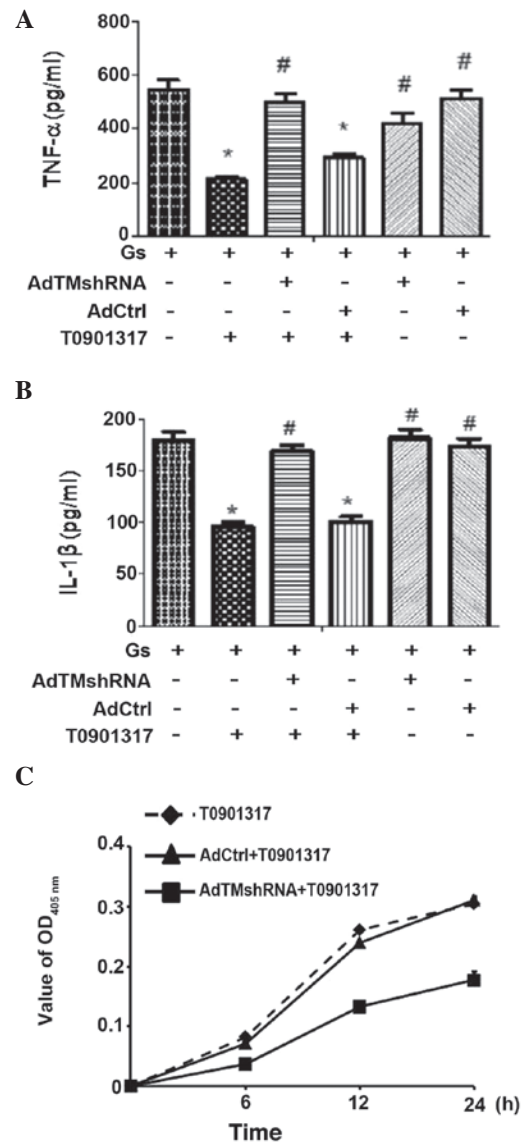 A
TNF-α (pg/ml)
800
600
400
200
0
* # * # #
Gs + + + + + +
AdTMshRNA - - + - + -
AdCtrl - - - + - +
T0901317 - + + + - -
B
IL-1β (pg/ml)
200
150
100
50
0
* # * # #
Gs + + + + + +
AdTMshRNA - - + - + -
AdCtrl - - - + - +
T0901317 - + + + - -
C
T0901317
AdCtrl+T0901317
AdTMshRNA+T0901317
Value of OD405 nm
0.4
0.3
0.2
0.1
0
6 12 24 (h)
Time